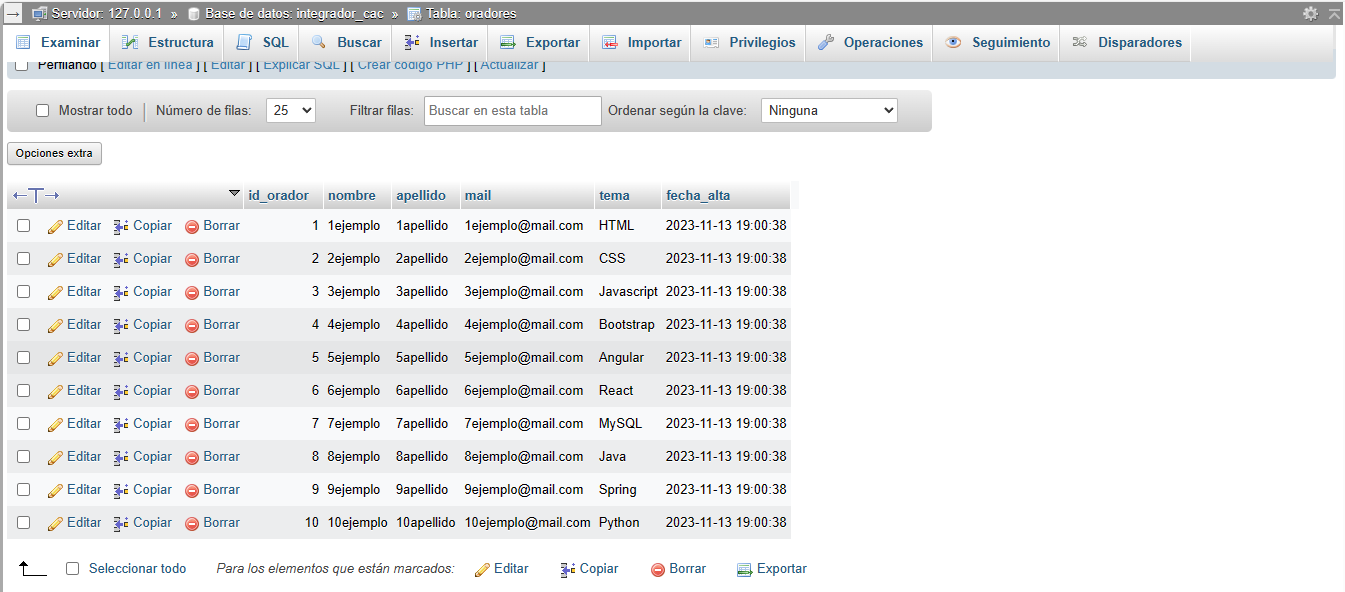 Servidor: 127.0.0.1 » Base de datos: integrador_cac » Tabla: oradores
Examinar Estructura SQL Buscar Insertar Exportar Importar Privilegios Operaciones Seguimiento Disparadores
Perfilando [ Editar en línea ] [ Editar ] [ Explicar SQL ] [ Crear código PHP ] [ Actualizar ]
Mostrar todo | Número de filas: 25 Filtrar filas: Buscar en esta tabla Ordenar según la clave: Ninguna
Opciones extra
←T→ id_orador nombre apellido mail tema fecha_alta
Editar Copiar Borrar 1 1ejemplo 1apellido 1ejemplo@mail.com HTML 2023-11-13 19:00:38
Editar Copiar Borrar 2 2ejemplo 2apellido 2ejemplo@mail.com CSS 2023-11-13 19:00:38
Editar Copiar Borrar 3 3ejemplo 3apellido 3ejemplo@mail.com Javascript 2023-11-13 19:00:38
Editar Copiar Borrar 4 4ejemplo 4apellido 4ejemplo@mail.com Bootstrap 2023-11-13 19:00:38
Editar Copiar Borrar 5 5ejemplo 5apellido 5ejemplo@mail.com Angular 2023-11-13 19:00:38
Editar Copiar Borrar 6 6ejemplo 6apellido 6ejemplo@mail.com React 2023-11-13 19:00:38
Editar Copiar Borrar 7 7ejemplo 7apellido 7ejemplo@mail.com MySQL 2023-11-13 19:00:38
Editar Copiar Borrar 8 8ejemplo 8apellido 8ejemplo@mail.com Java 2023-11-13 19:00:38
Editar Copiar Borrar 9 9ejemplo 9apellido 9ejemplo@mail.com Spring 2023-11-13 19:00:38
Editar Copiar Borrar 10 10ejemplo 10apellido 10ejemplo@mail.com Python 2023-11-13 19:00:38
Seleccionar todo Para los elementos que están marcados: Editar Copiar Borrar Exportar